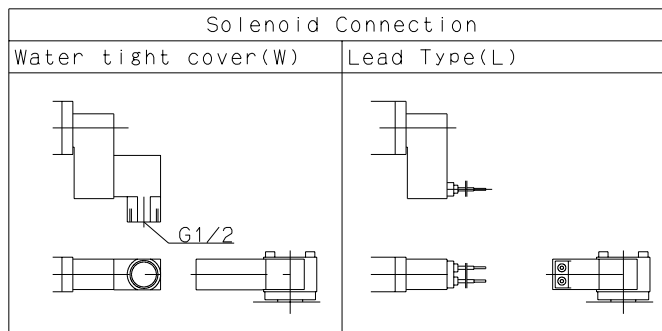 Solenoid Connection
Water tight cover(W)
Lead Type(L)
G1/2